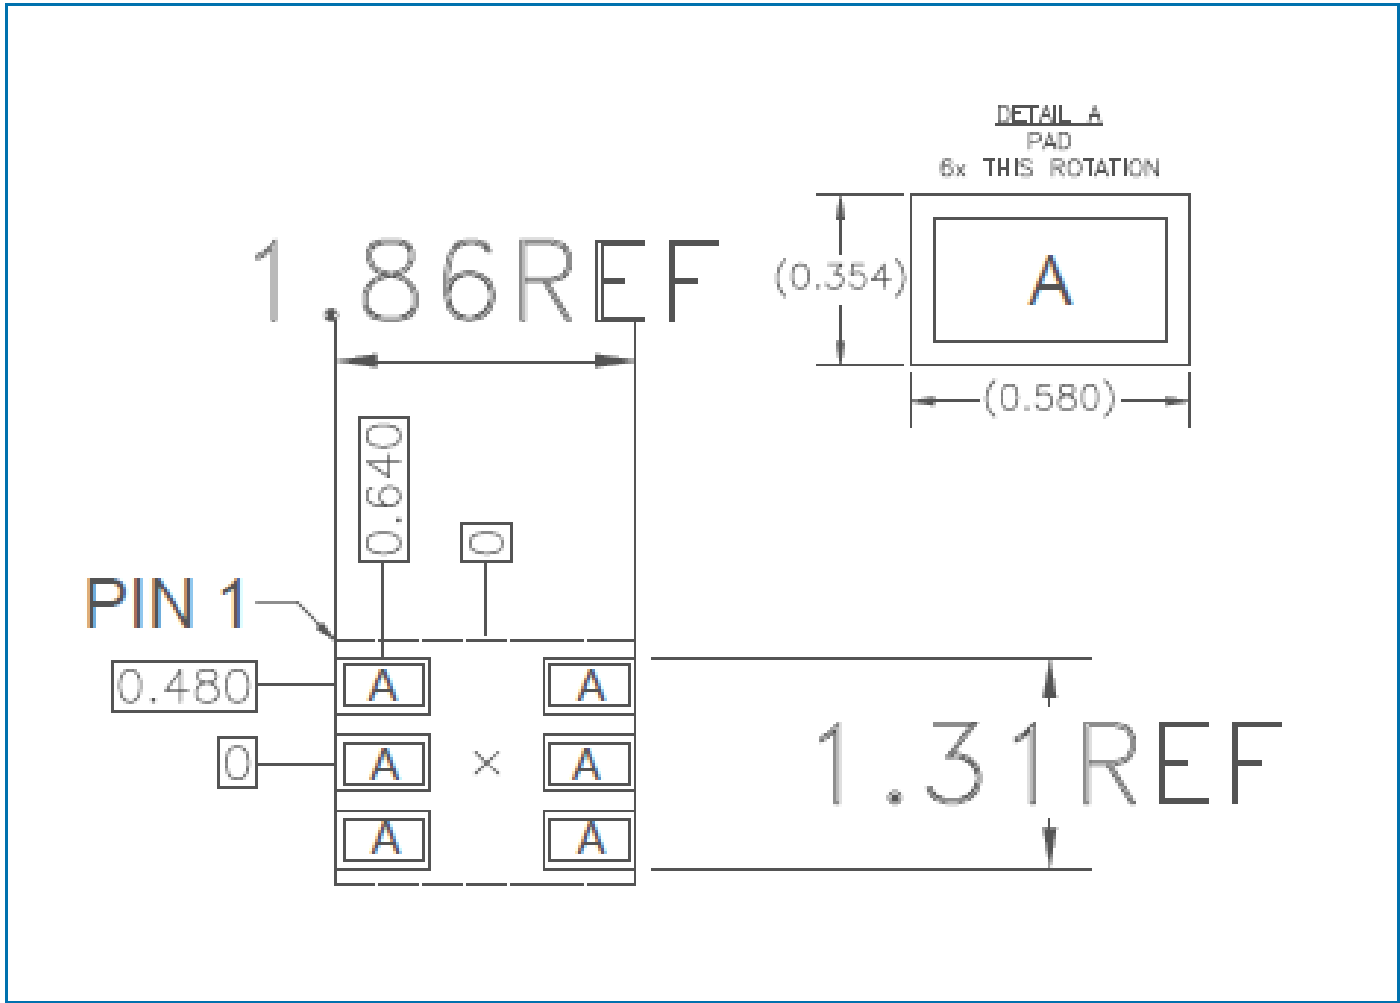 DETAIL A
PAD
6x THIS ROTATION
1.86REF
(0.354)
A
(0.580)
0.640
0
PIN 1
0.480
A A
0
A × A
A A
1.31REF